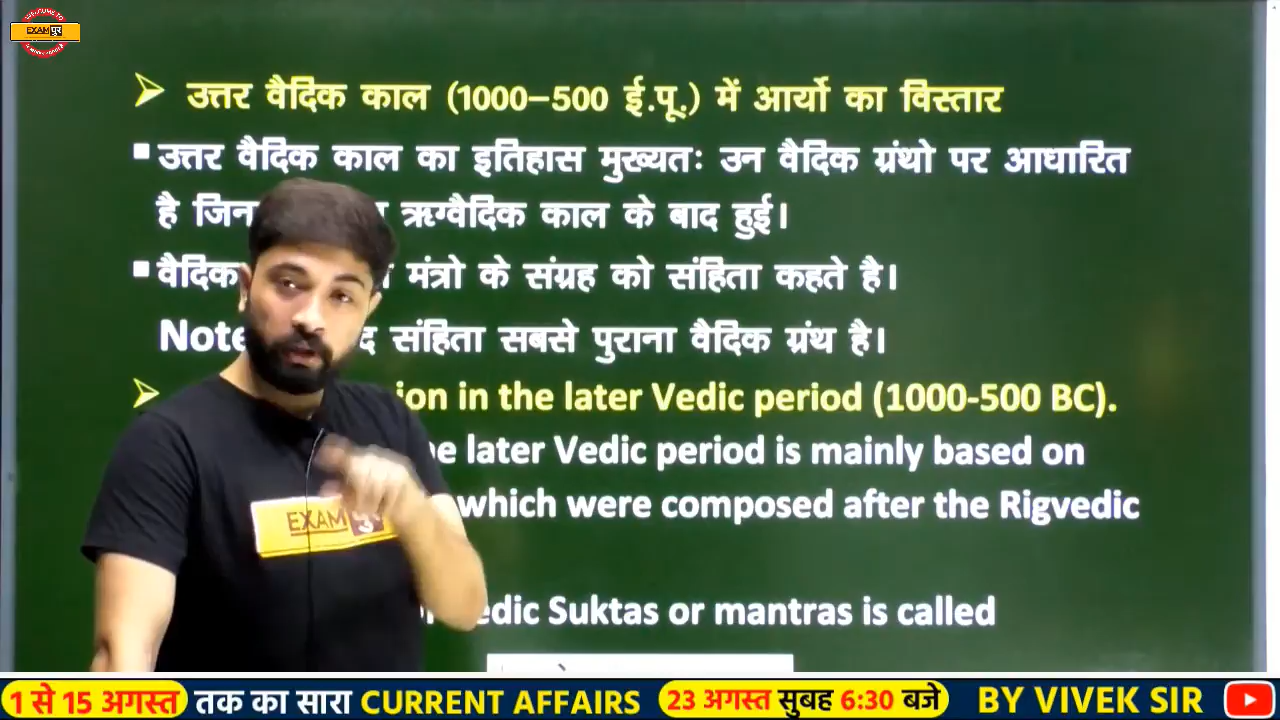 WELCOME TO
EXAM पुर
उत्तर वैदिक काल (1000–500 ई.पू.) में आर्यो का विस्तार
उत्तर वैदिक काल का इतिहास मुख्यतः उन वैदिक ग्रंथो पर आधारित
है ऋग्वैदिक काल के बाद हुई।
वैदिक मंत्रो के संग्रह को संहिता कहते है।
Note संहिता सबसे पुराना वैदिक ग्रंथ है।
in the later Vedic period (1000-500 BC).
later Vedic period is mainly based on
which were composed after the Rigvedic
Suktas or mantras is called
EXAM पुर
1 से 15 अगस्त तक का सारा CURRENT AFFAIRS 23 अगस्त सुबह 6:30 बजे BY VIVEK SIR